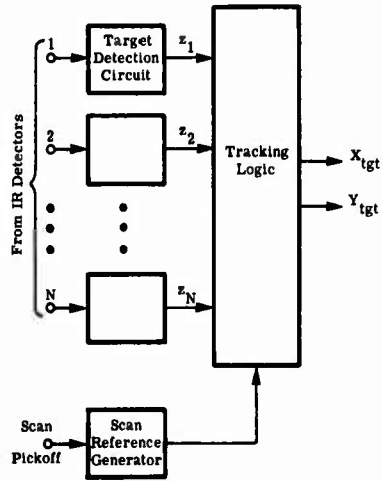 1
Target
Detection
Circuit
z1
2
z2
Tracking
Logic
Xtgt
Ytgt
From IR Detectors
N
zN
Scan
Pickoff
Scan
Reference
Generator